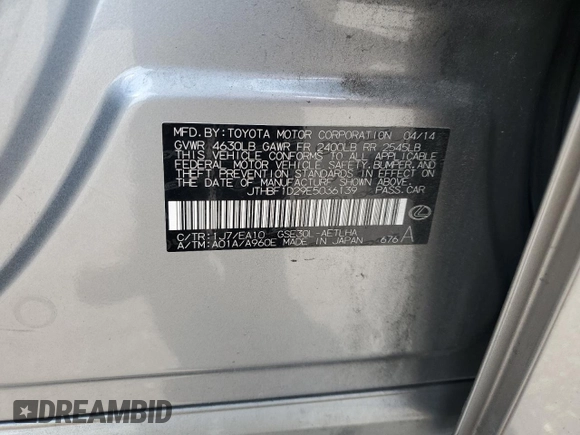 MFD. BY: TOYOTA MOTOR CORPORATION 04/14
GVWR 4630LB GAWR FR 2400LB RR 2545LB
THIS VEHICLE CONFORMS TO ALL APPLICABLE
FEDERAL MOTOR VEHICLE SAFETY, BUMPER, AND
THEFT PREVENTION STANDARDS IN EFFECT ON
THE DATE OF MANUFACTURE SHOWN ABOVE.
JTHBF1D29E5036139 PASS. CAR
C/TR: 1J7/EA10 GSE30L-AETLHA
A/TM: A01A/A960E MADE IN JAPAN 676 A
DREAMBID